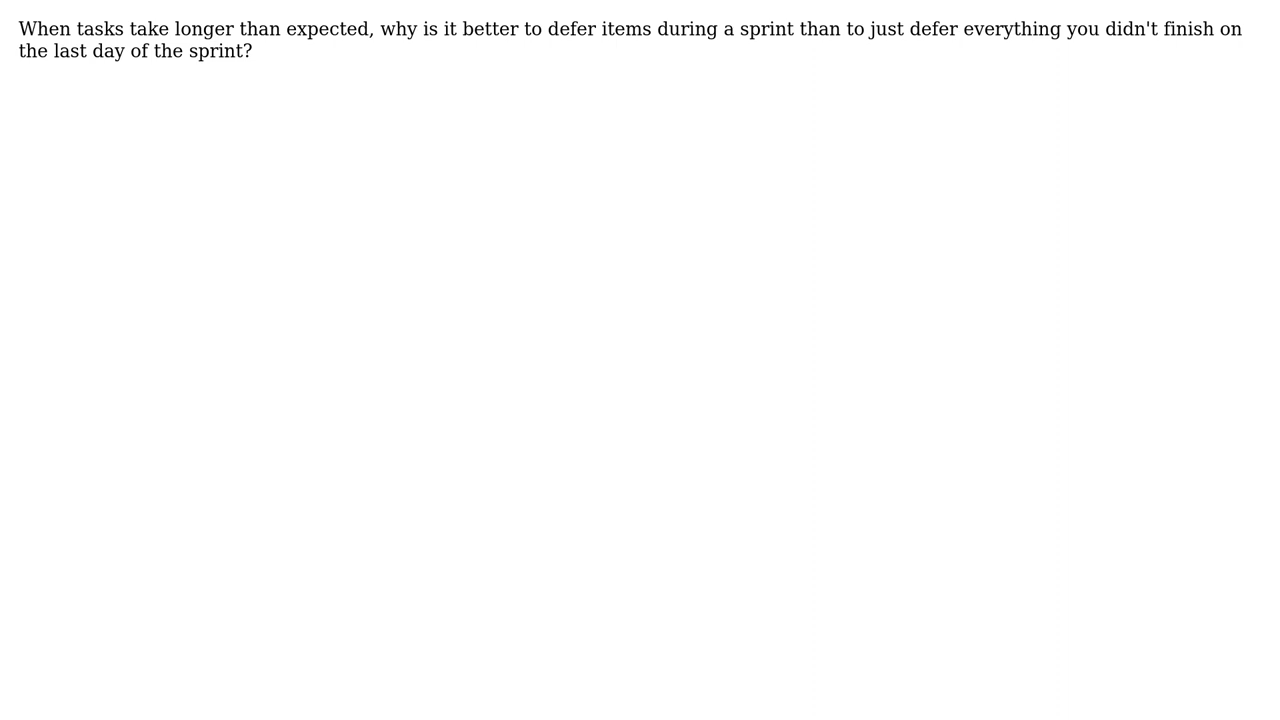 When tasks take longer than expected, why is it better to defer items during a sprint than to just defer everything you didn't finish on
the last day of the sprint?